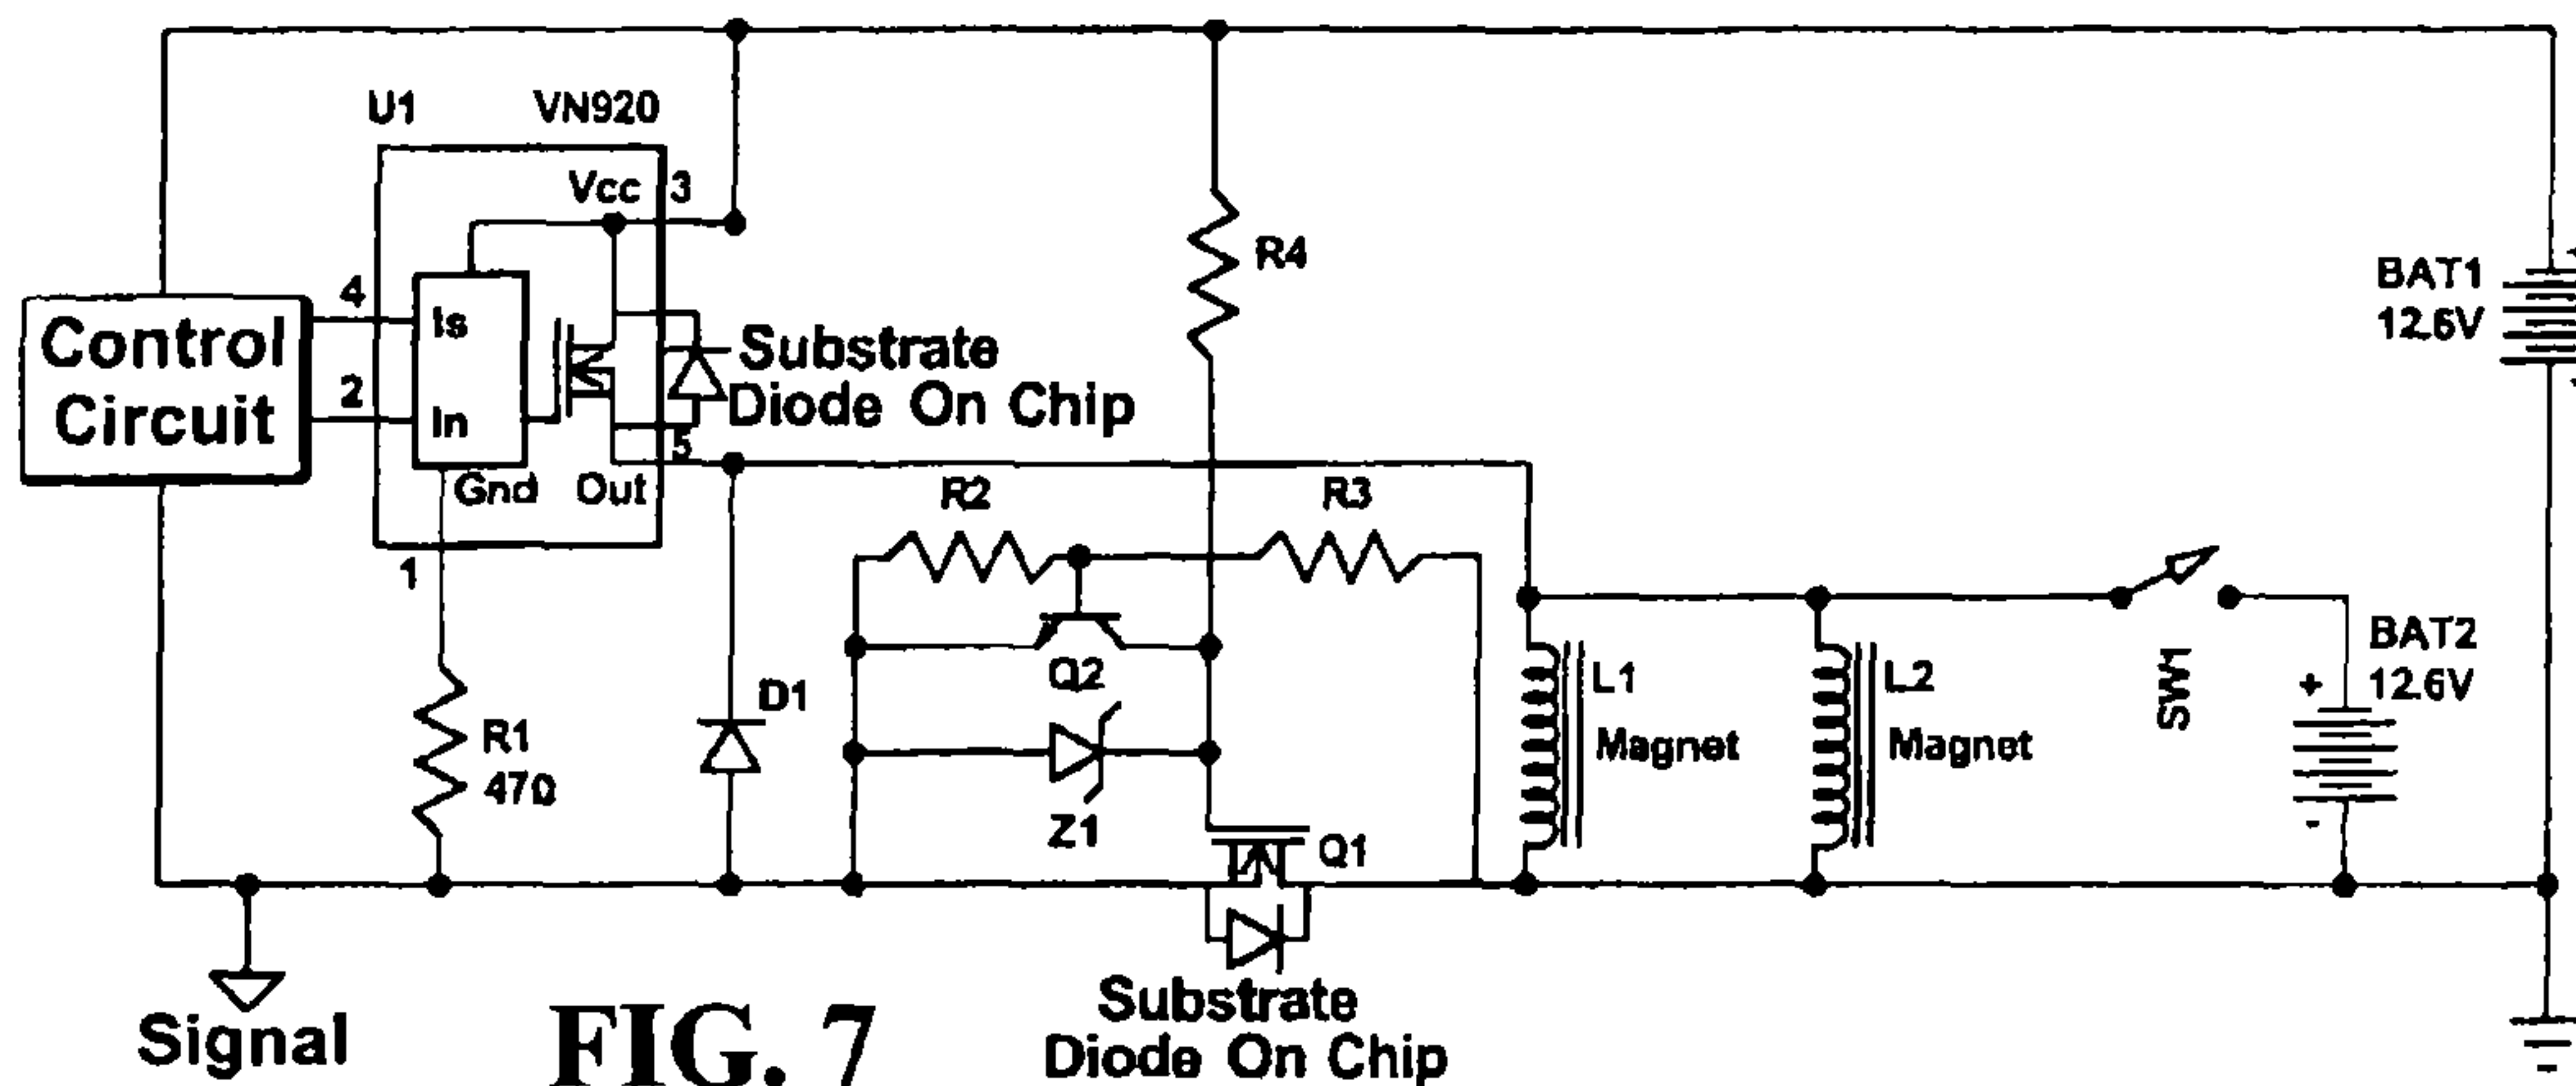 U1 VN920
Vcc 3
4
Is
2
In
Control
Circuit
Substrate
Diode On Chip
5
Gnd Out
1
R1
470
D1
R2
R3
R4
Q2
Z1
Q1
L1
Magnet
L2
Magnet
SW1
BAT1
12.6V
BAT2
+ 12.6V
-
Signal
FIG. 7
Substrate
Diode On Chip